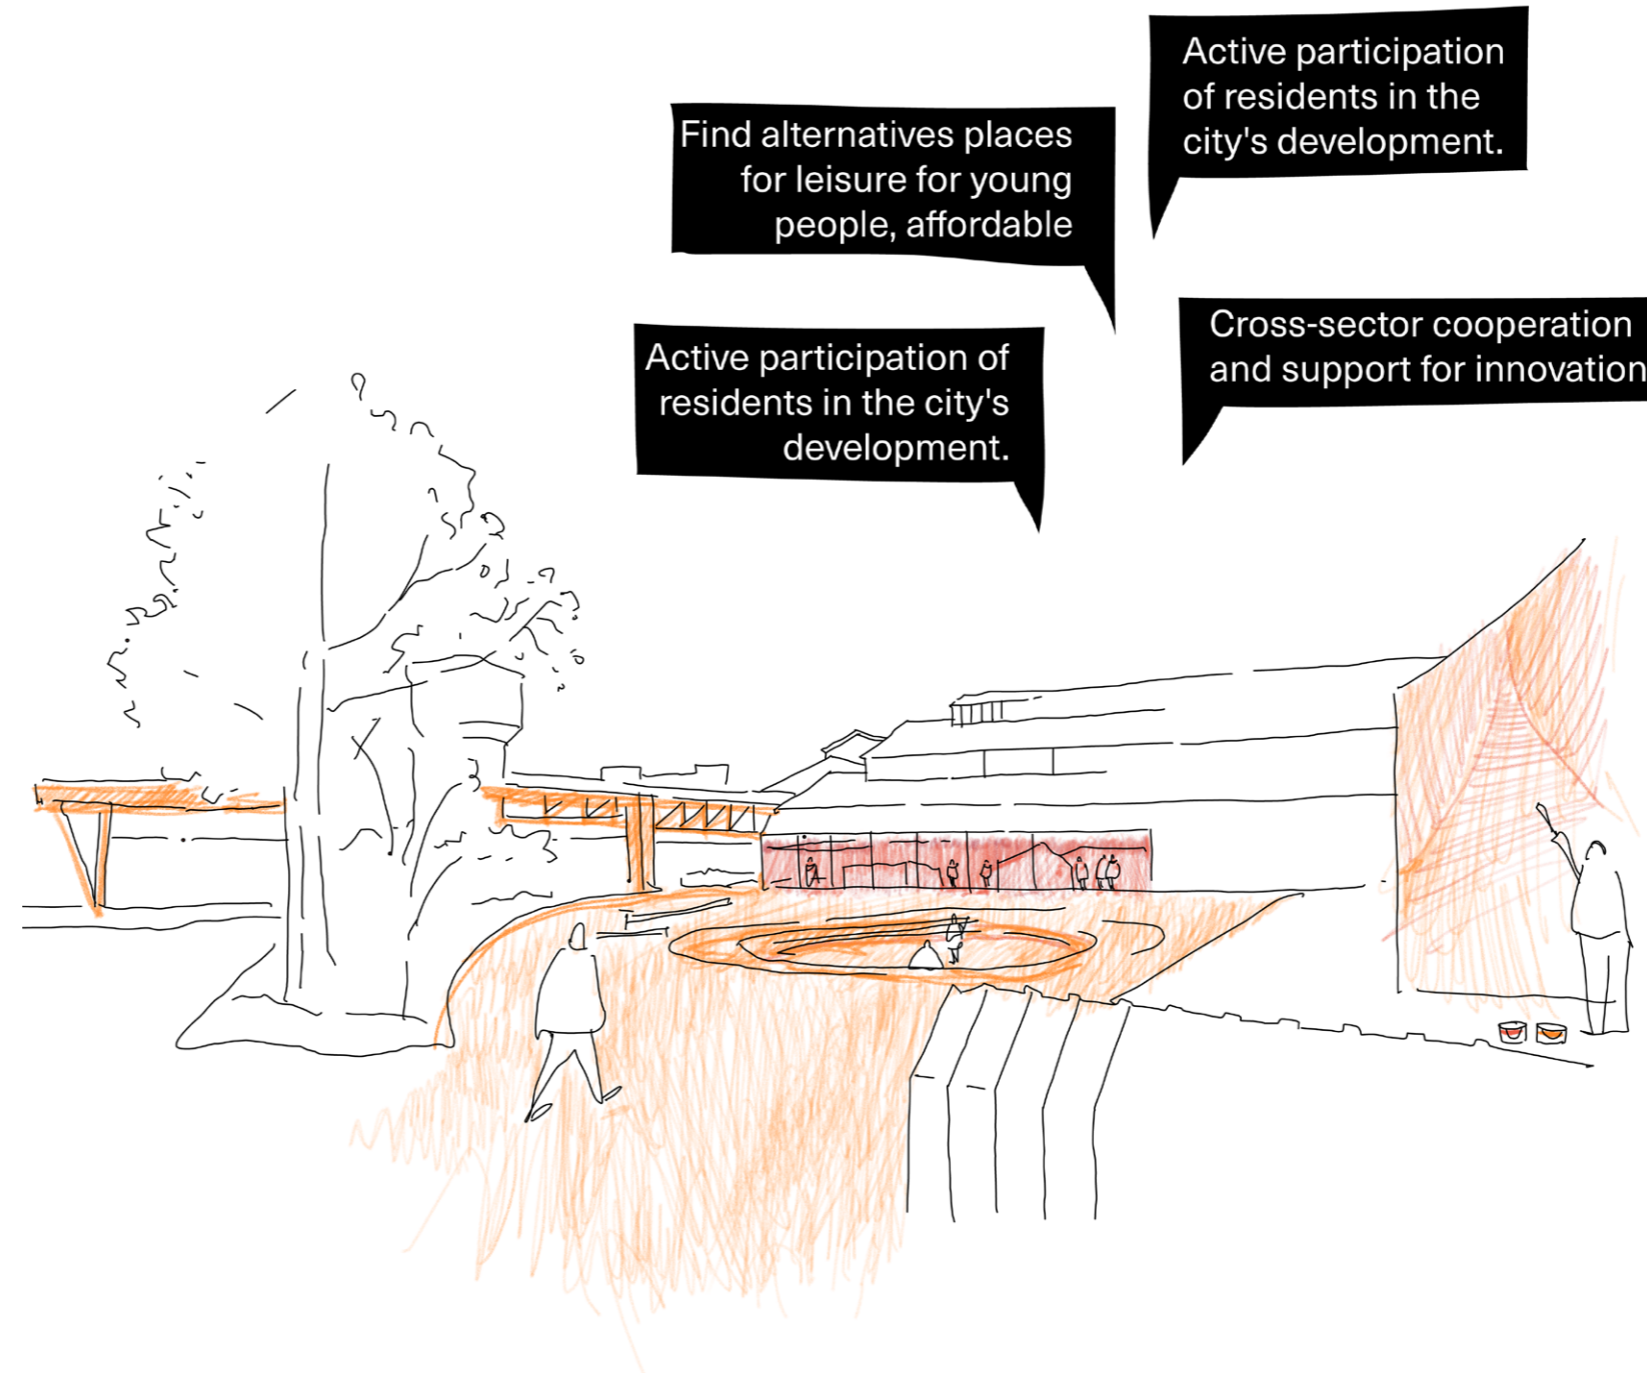 Active participation
of residents in the
city's development.
Find alternatives places
for leisure for young
people, affordable
Cross-sector cooperation
and support for innovation
Active participation of
residents in the city's
development.